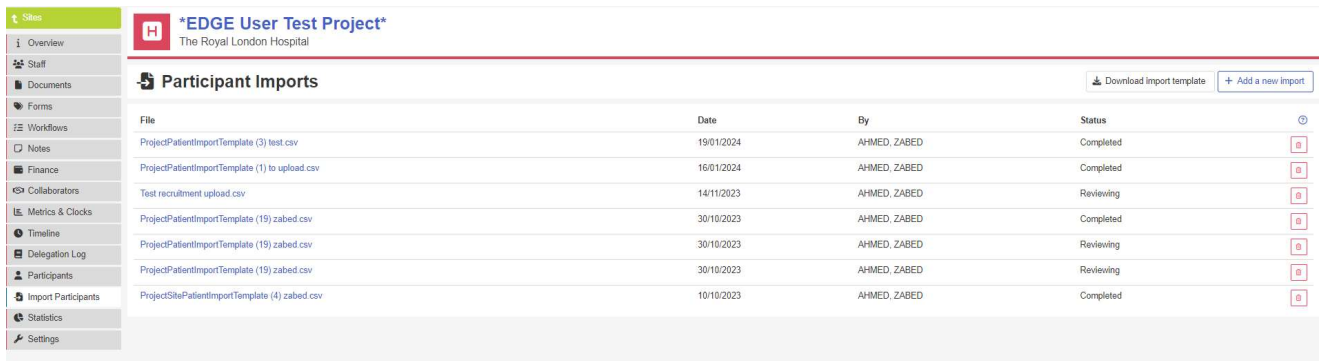 Sites
Overview
Staff
Documents
Forms
Workflows
Notes
Finance
Collaborators
Metrics & Clocks
Timeline
Delegation Log
Participants
Import Participants
Statistics
Settings
H
*EDGE User Test Project*
The Royal London Hospital
Participant Imports
Download import template + Add a new import
File Date By Status
ProjectPatientImportTemplate (3) test.csv 19/01/2024 AHMED, ZABED Completed
ProjectPatientImportTemplate (1) to upload.csv 16/01/2024 AHMED, ZABED Completed
Test recruitment upload.csv 14/11/2023 AHMED, ZABED Reviewing
ProjectPatientImportTemplate (19) zabed.csv 30/10/2023 AHMED, ZABED Completed
ProjectPatientImportTemplate (19) zabed.csv 30/10/2023 AHMED, ZABED Reviewing
ProjectPatientImportTemplate (19) zabed.csv 30/10/2023 AHMED, ZABED Reviewing
ProjectSitePatientImportTemplate (4) zabed.csv 10/10/2023 AHMED, ZABED Completed